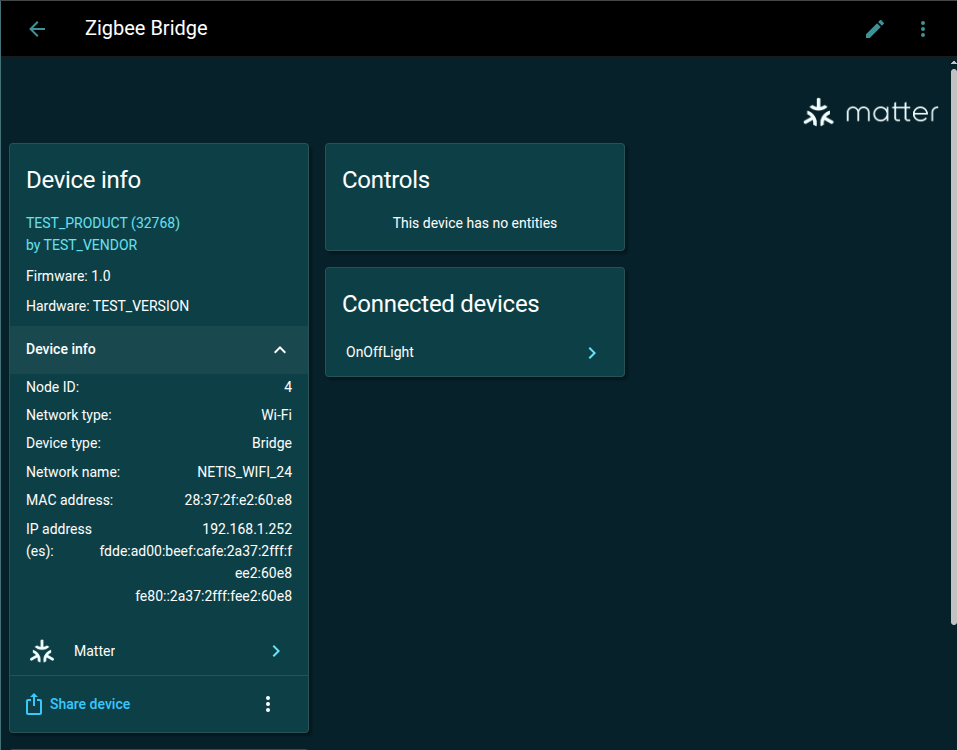 Zigbee Bridge
matter
Device info
TEST_PRODUCT (32768)
by TEST_VENDOR
Firmware: 1.0
Hardware: TEST_VERSION
Device info
Node ID: 4
Network type: Wi-Fi
Device type: Bridge
Network name: NETIS_WIFI_24
MAC address: 28:37:2f:e2:60:e8
IP address 192.168.1.252
(es): fdde:ad00:beef:cafe:2a37:2fff:f
ee2:60e8
fe80::2a37:2fff:fee2:60e8
Matter
Share device
Controls
This device has no entities
Connected devices
OnOffLight